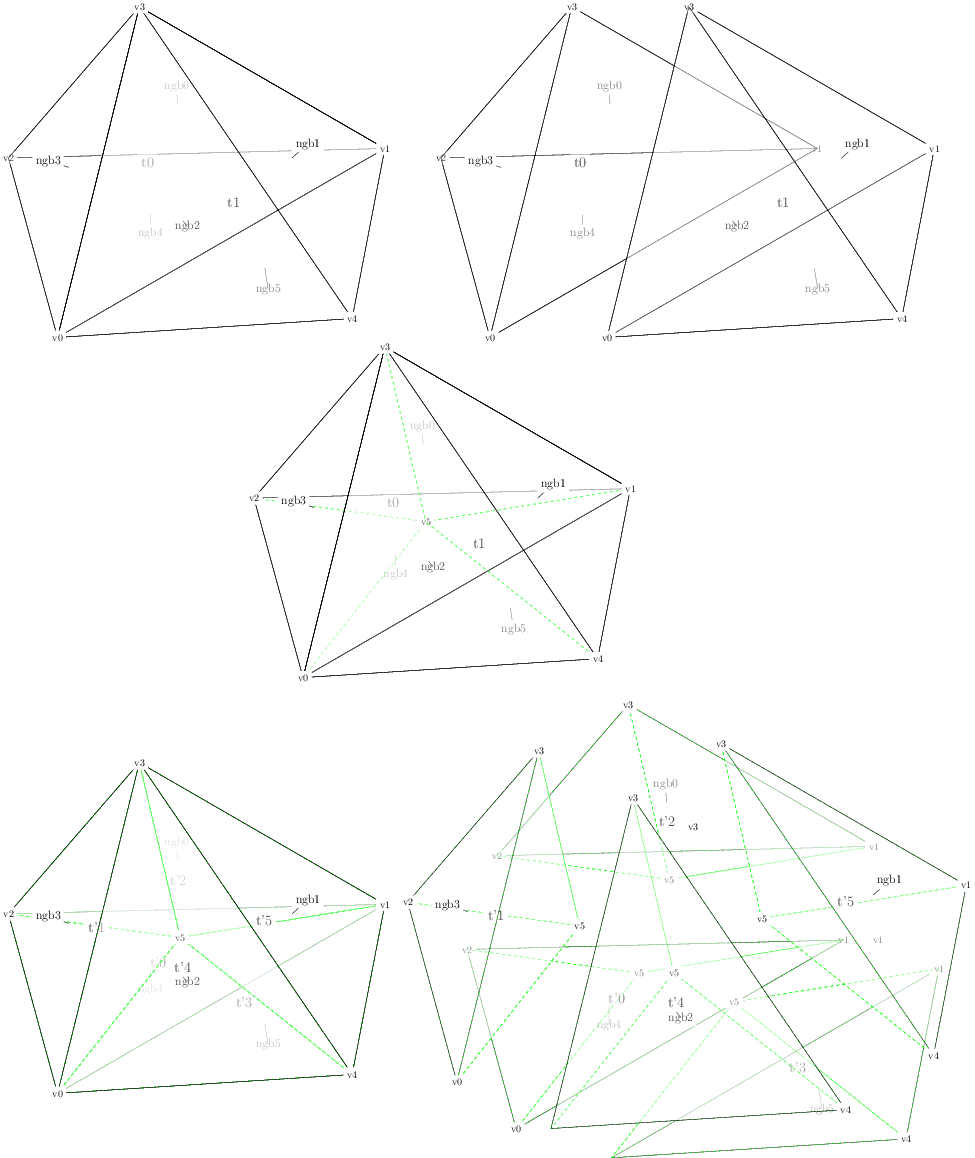 v3 v3 v3
ngb0 ngb0
ngb1 ngb1
v2 ngb3 t0 v1 v2 ngb3 t0 1 v1
t1 t1
ngb4 ngb2 ngb4 ngb2
ngb5 ngb5
v4 v4
v0 v0 v0
v3
ngb0
ngb1
v2 ngb3 t0 v1
v5
t1
ngb4 ngb2
ngb5
v4
v0
v3
v3 v3
v3
ngb0
v3
t'2 v3
ngb0 v2 v1
t'2 v5 ngb1 v1
ngb1
v2 ngb3 t'1 t'5 v1 v2 ngb3 t'1 v5 v5 t'5
v5 v2 1 v1
t'0 t'4 v5 v5 v1
ngb4 ngb2 t'0 t'4 v5
t'3 ngb4 ngb2
ngb5 v4
v4 t'3
v0 v0
ngb5 v4
v0 v4